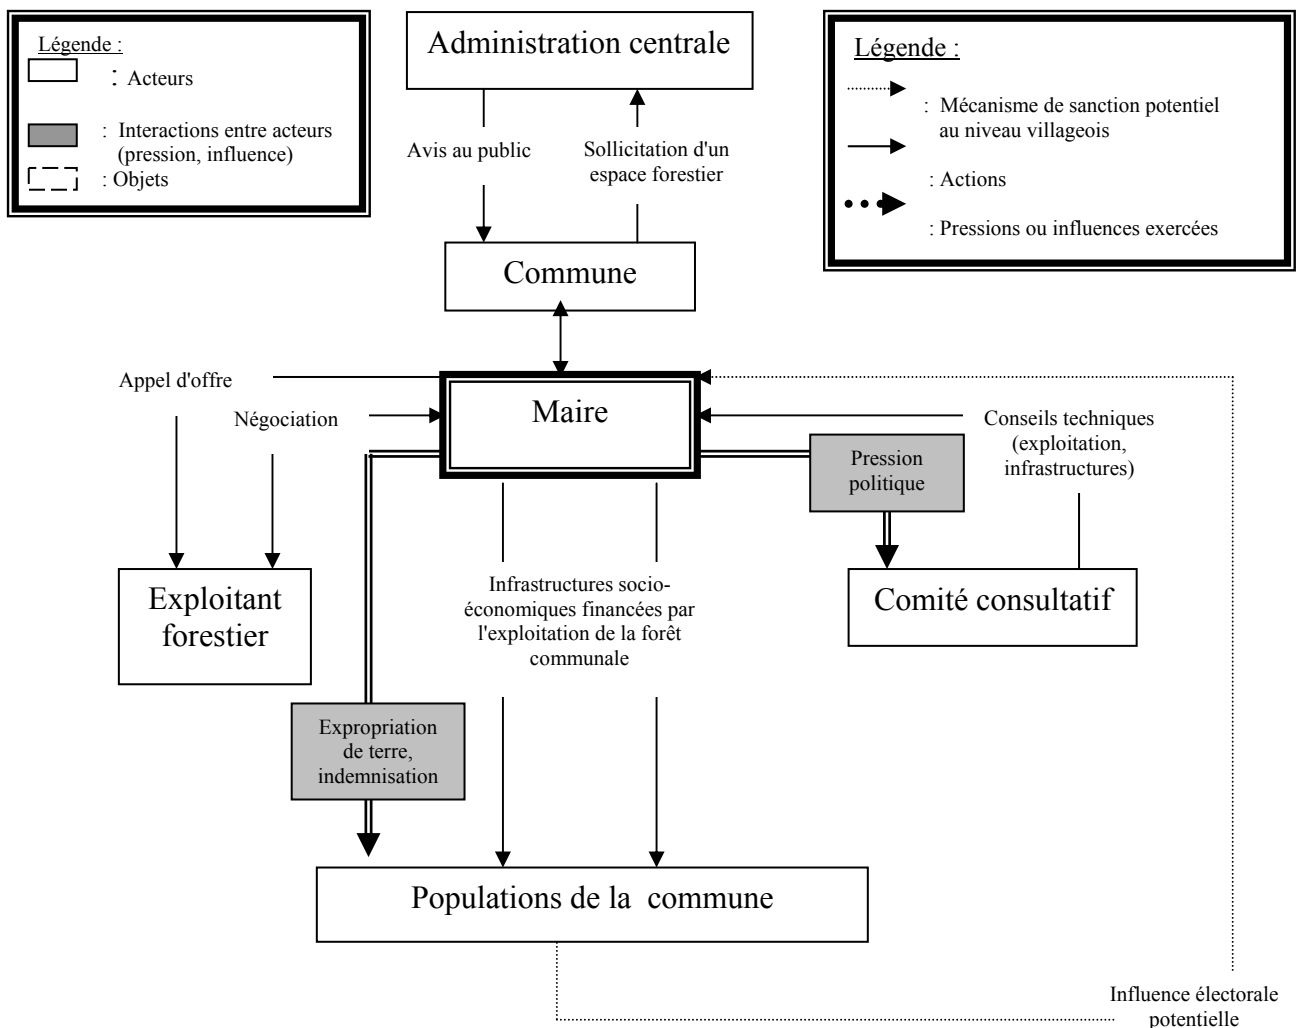 Légende :
: Acteurs
: Interactions entre acteurs
(pression, influence)
: Objets
Administration centrale
Légende :
: Mécanisme de sanction potentiel
au niveau villageois
: Actions
: Pressions ou influences exercées
Avis au public
Sollicitation d'un
espace forestier
Commune
Appel d'offre
Négociation
Maire
Conseils techniques
(exploitation,
infrastructures)
Pression
politique
Exploitant
forestier
Infrastructures socio-
économiques financées par
l'exploitation de la forêt
communale
Comité consultatif
Expropriation
de terre,
indemnisation
Populations de la commune
Influence électorale
potentielle